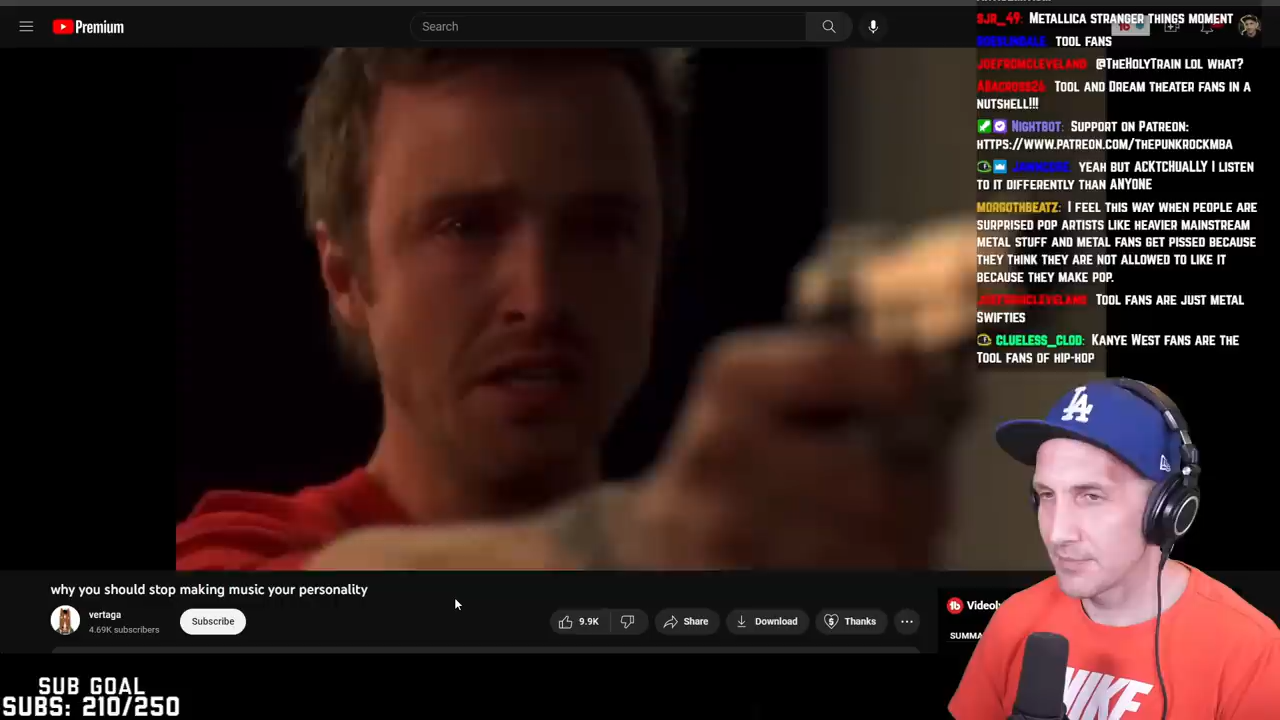 Premium
Search
SJR_49: METALLICA STRANGER THINGS MOMENT
TOOL FANS
JOEFROMCLEVELAND @THEHOLYTRAIN LOL WHAT?
ABACROSS26: TOOL AND DREAM THEATER FANS IN A
NUTSHELL!!!
NIGHTBOT: SUPPORT ON PATREON:
HTTPS://WWW.PATREON.COM/THEPUNKROCKMBA
YEAH BUT ACKTCHUALLY I LISTEN
TO IT DIFFERENTLY THAN ANYONE
MORGOTHBEATZ: I FEEL THIS WAY WHEN PEOPLE ARE
SURPRISED POP ARTISTS LIKE HEAVIER MAINSTREAM
METAL STUFF AND METAL FANS GET PISSED BECAUSE
THEY THINK THEY ARE NOT ALLOWED TO LIKE IT
BECAUSE THEY MAKE POP.
JOEFROMCLEVELAND TOOL FANS ARE JUST METAL
SWIFTIES
CLUELESS_CLOD: KANYE WEST FANS ARE THE
TOOL FANS OF HIP-HOP
why you should stop making music your personality
vertaga
4.69K subscribers
Subscribe
9.9K
Share
Download
Thanks
SUMMA
LA
NIKE
SUB GOAL
SUBS: 210/250